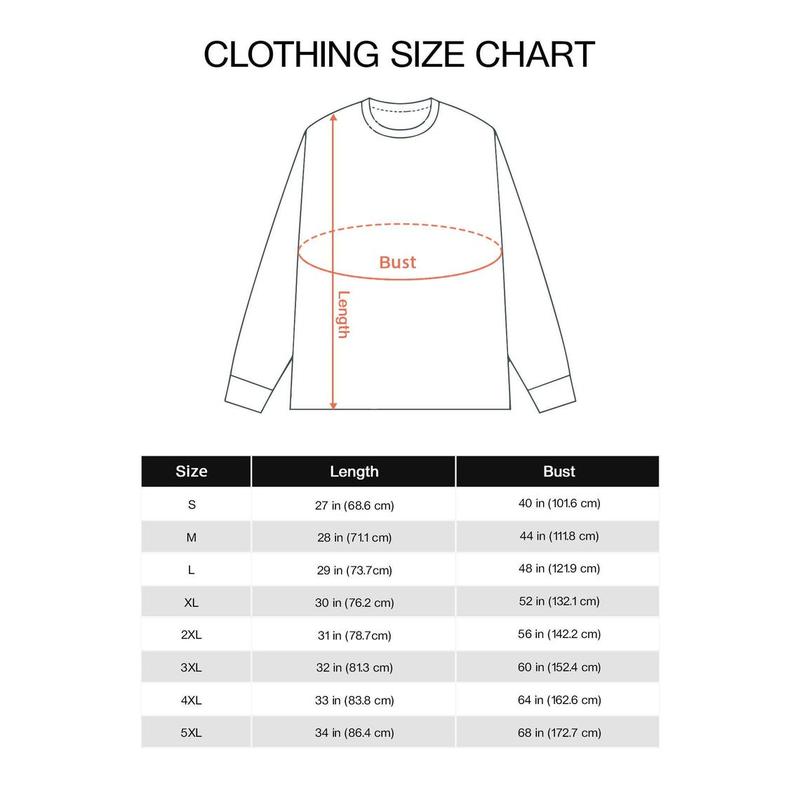 CLOTHING SIZE CHART
Bust
Length
Size Length Bust
S 27 in (68.6 cm) 40 in (101.6 cm)
M 28 in (71.1 cm) 44 in (111.8 cm)
L 29 in (73.7cm) 48 in (121.9 cm)
XL 30 in (76.2 cm) 52 in (132.1 cm)
2XL 31 in (78.7cm) 56 in (142.2 cm)
3XL 32 in (81.3 cm) 60 in (152.4 cm)
4XL 33 in (83.8 cm) 64 in (162.6 cm)
5XL 34 in (86.4 cm) 68 in (172.7 cm)